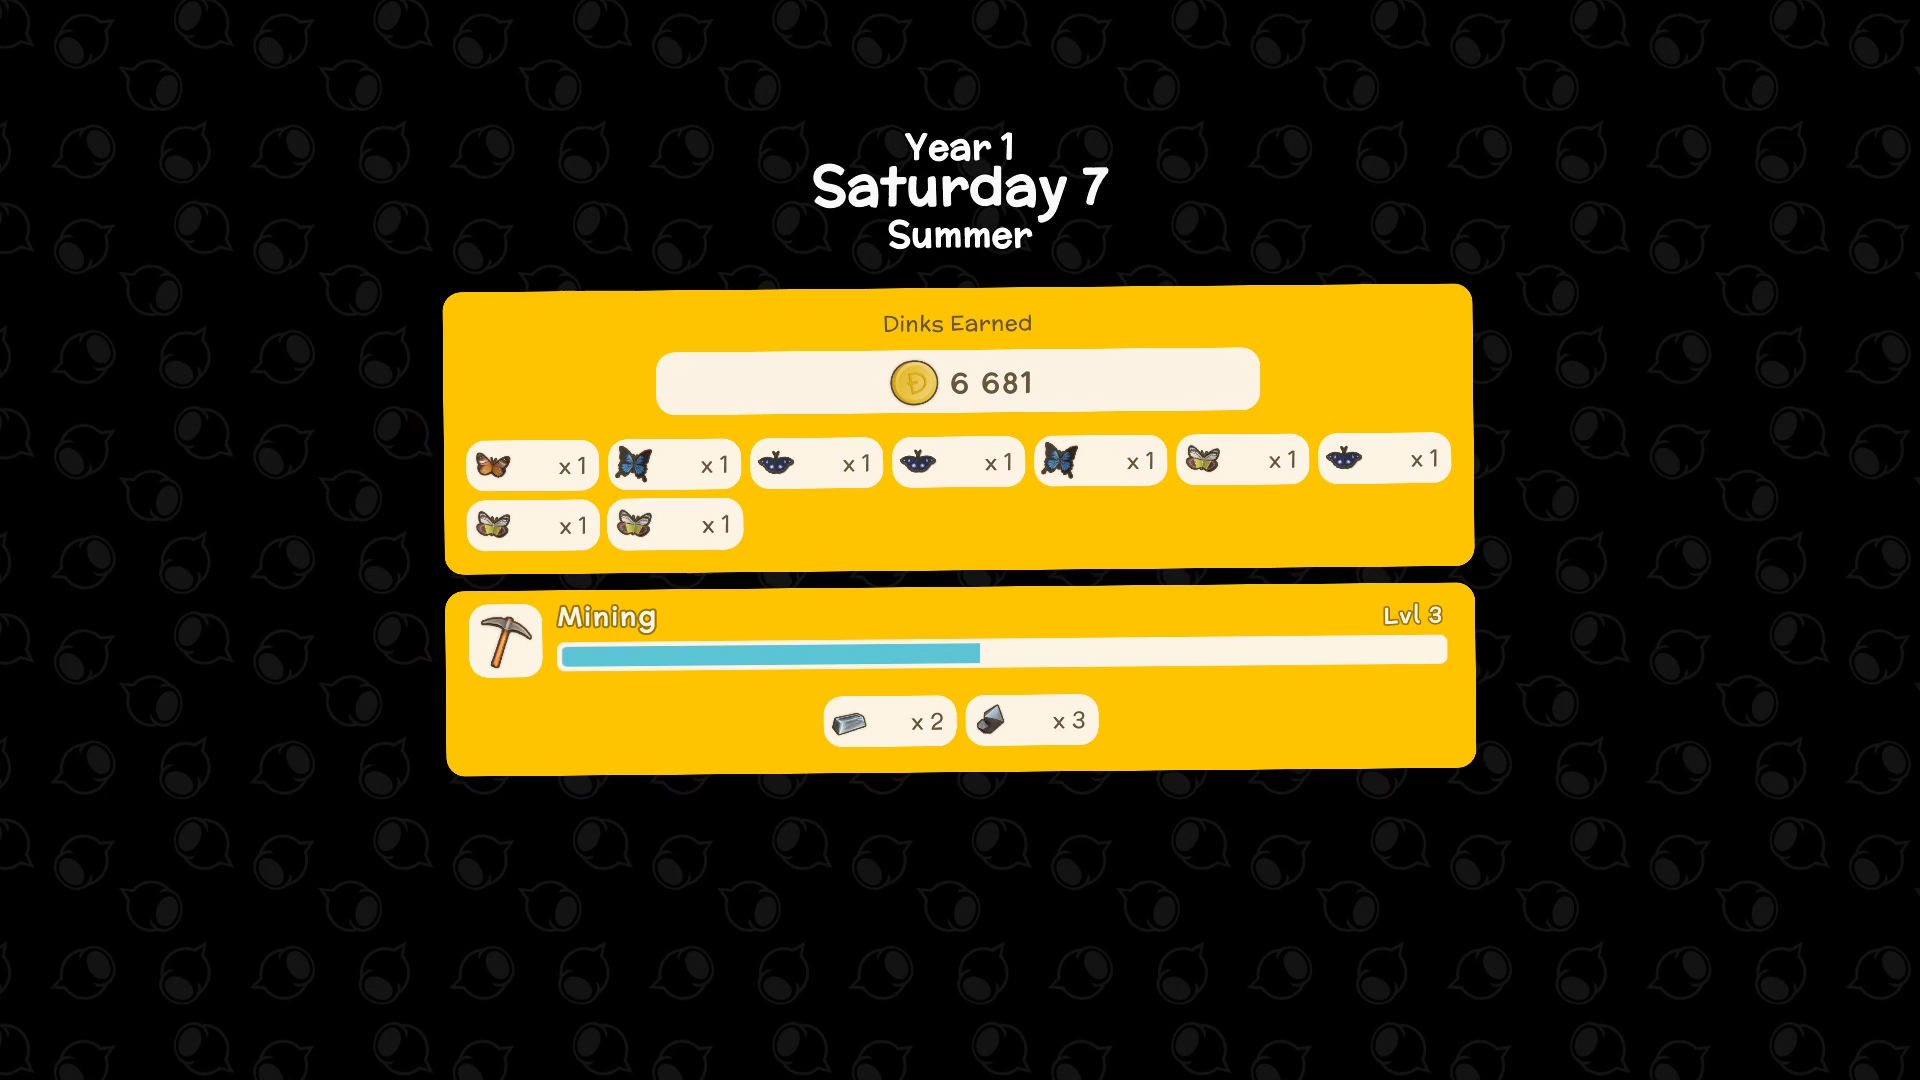 Year 1
Saturday 7
Summer
Dinks Earned
Đ 6 681
x 1 x 1 x 1 x 1 x 1 x 1 x 1
x 1 x 1
Mining Lvl 3
x 2 x 3